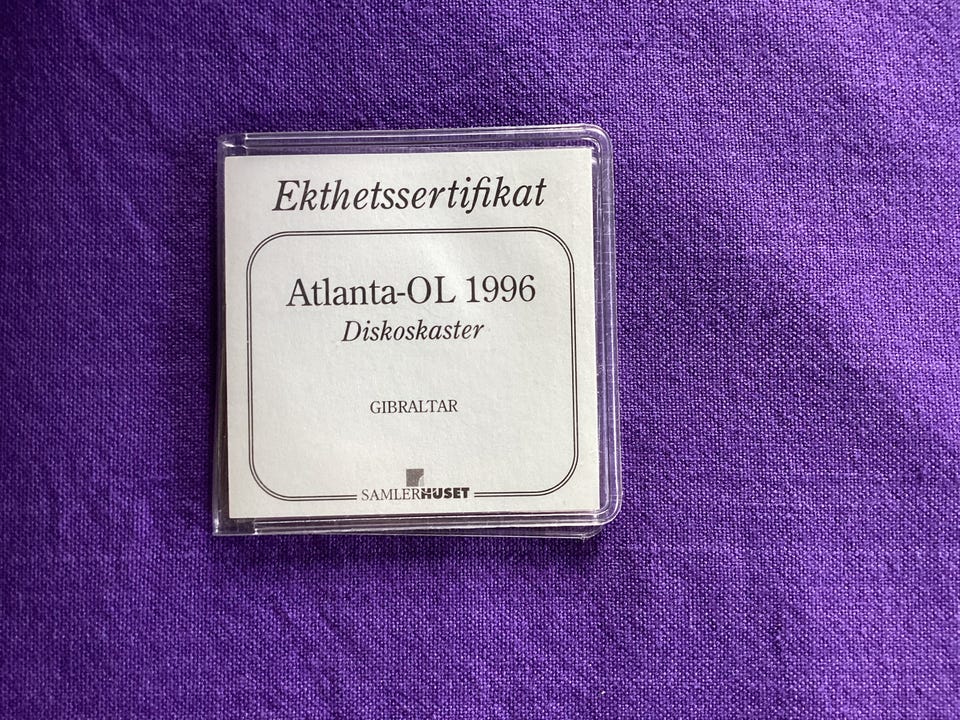 Ekthetssertifikat
Atlanta-OL 1996
Diskoskaster
GIBRALTAR
SAMLERHUSET